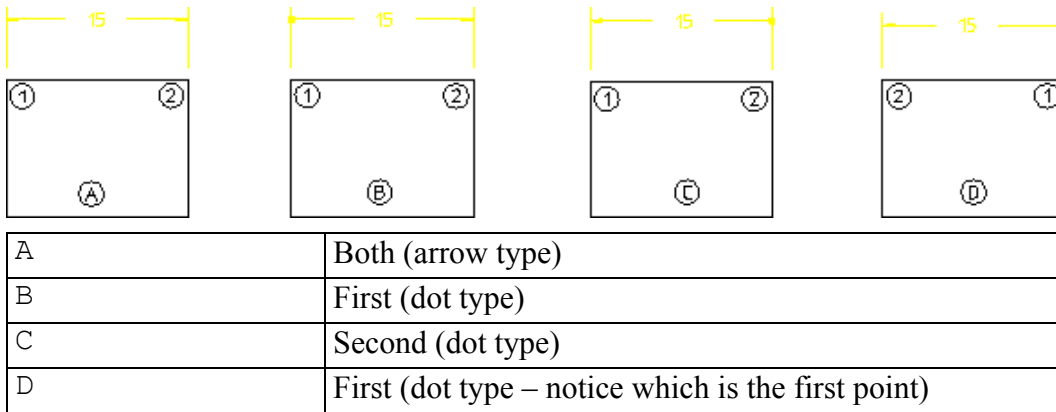 15 15 15 15
1 2 1 2 1 2 2 1
A B C D
A Both (arrow type)
B First (dot type)
C Second (dot type)
D First (dot type – notice which is the first point)